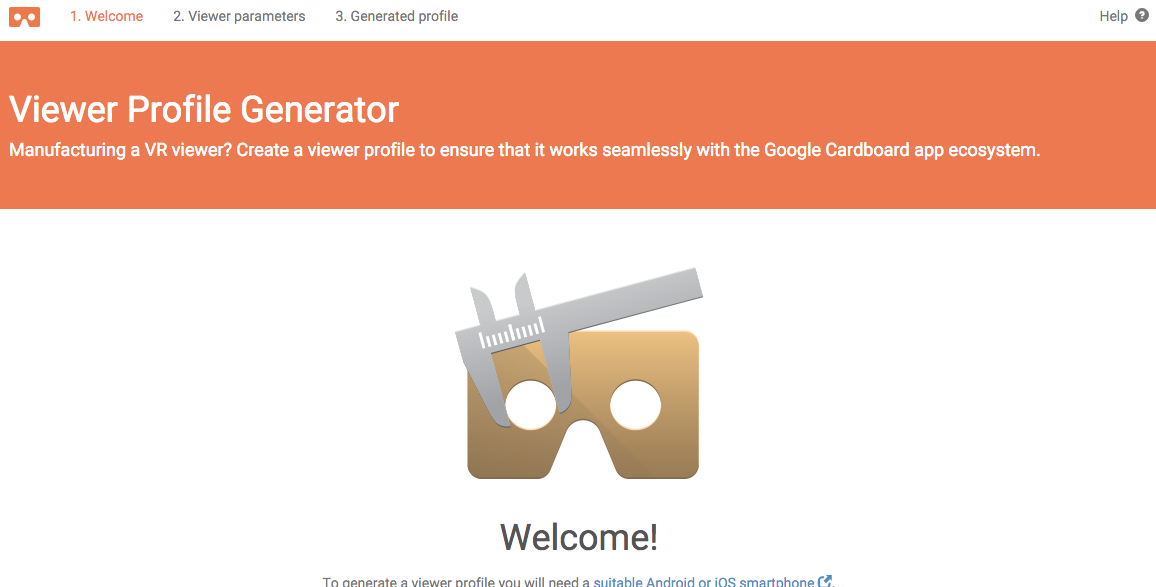 1. Welcome 2. Viewer parameters 3. Generated profile Help ?
Viewer Profile Generator
Manufacturing a VR viewer? Create a viewer profile to ensure that it works seamlessly with the Google Cardboard app ecosystem.
Welcome!
To generate a viewer profile you will need a suitable Android or iOS smartphone.